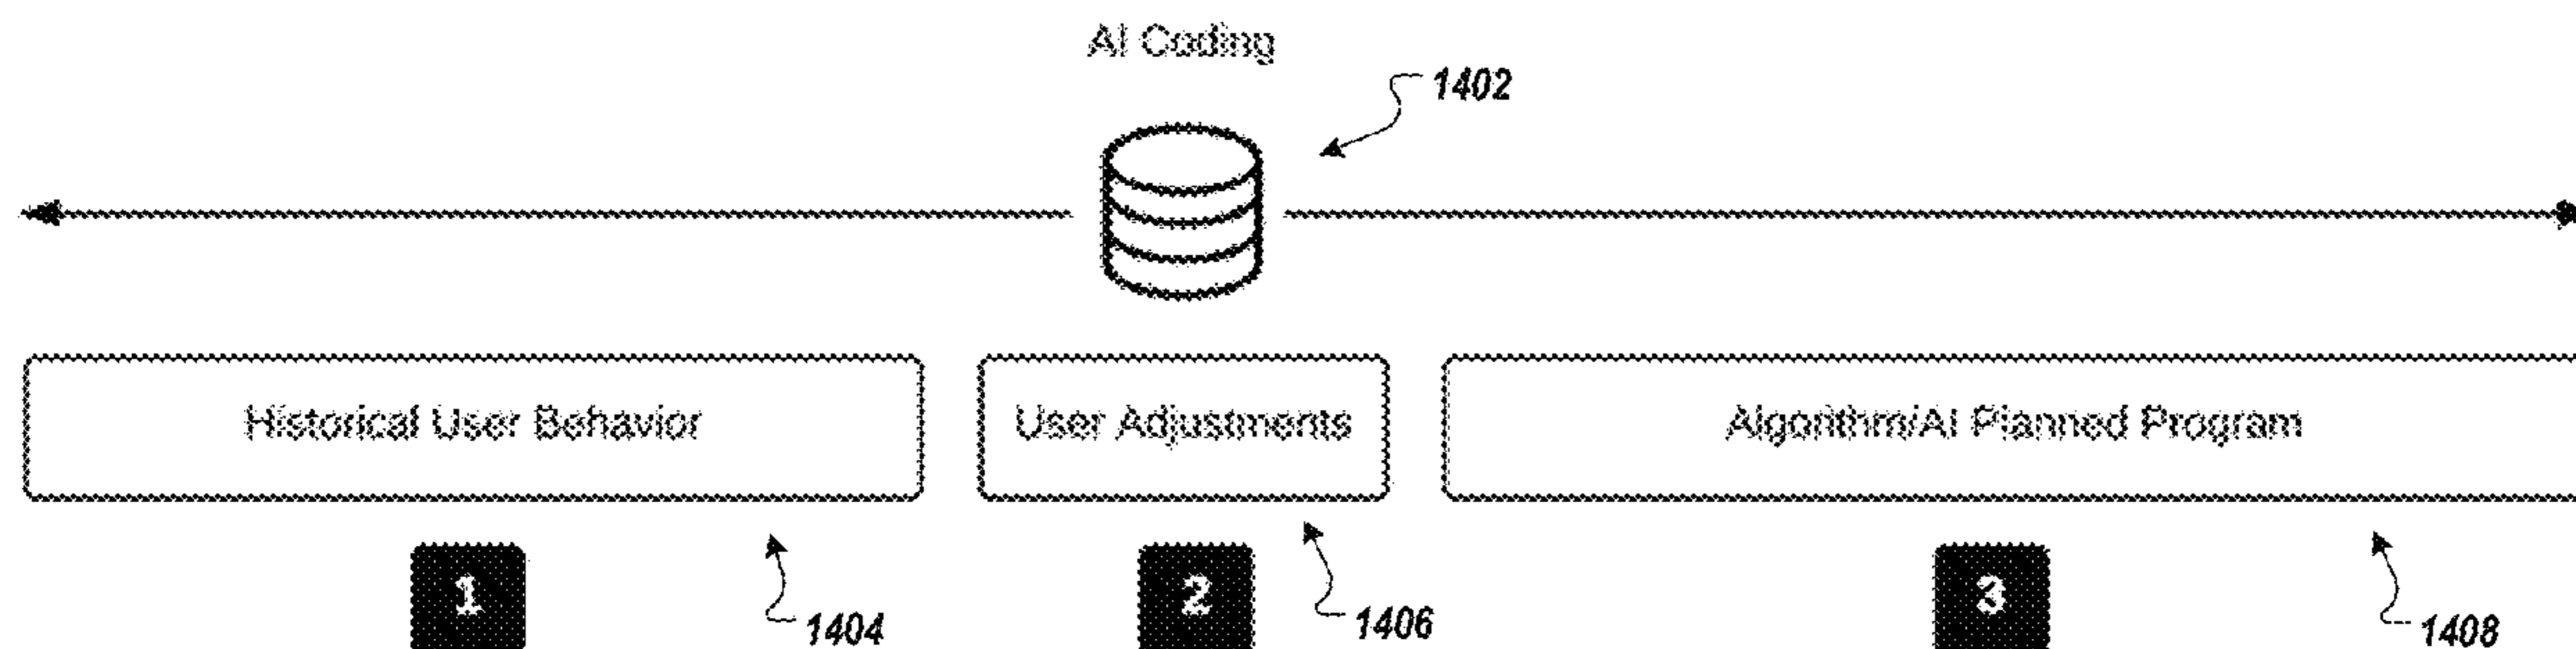 AI Coding
1402
Historical User Behavior
User Adjustments
Algorithm/AI Planned Program
1
2
3
1404
1406
1408